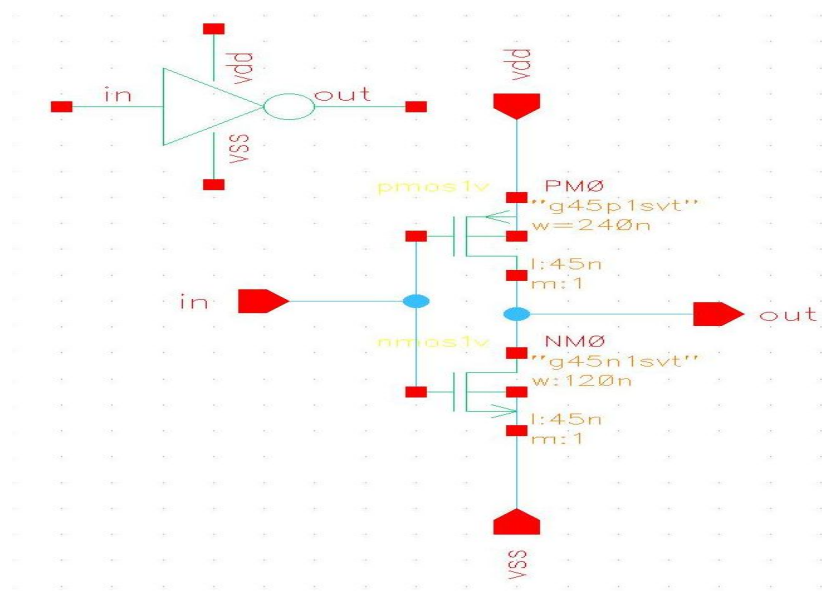 vdd
in
out
vss
vdd
pmos1v
PM0
"g45p1svt"
w=240n
l:45n
m:1
in
out
nmos1v
NM0
"g45n1svt"
w:120n
l:45n
m:1
vss